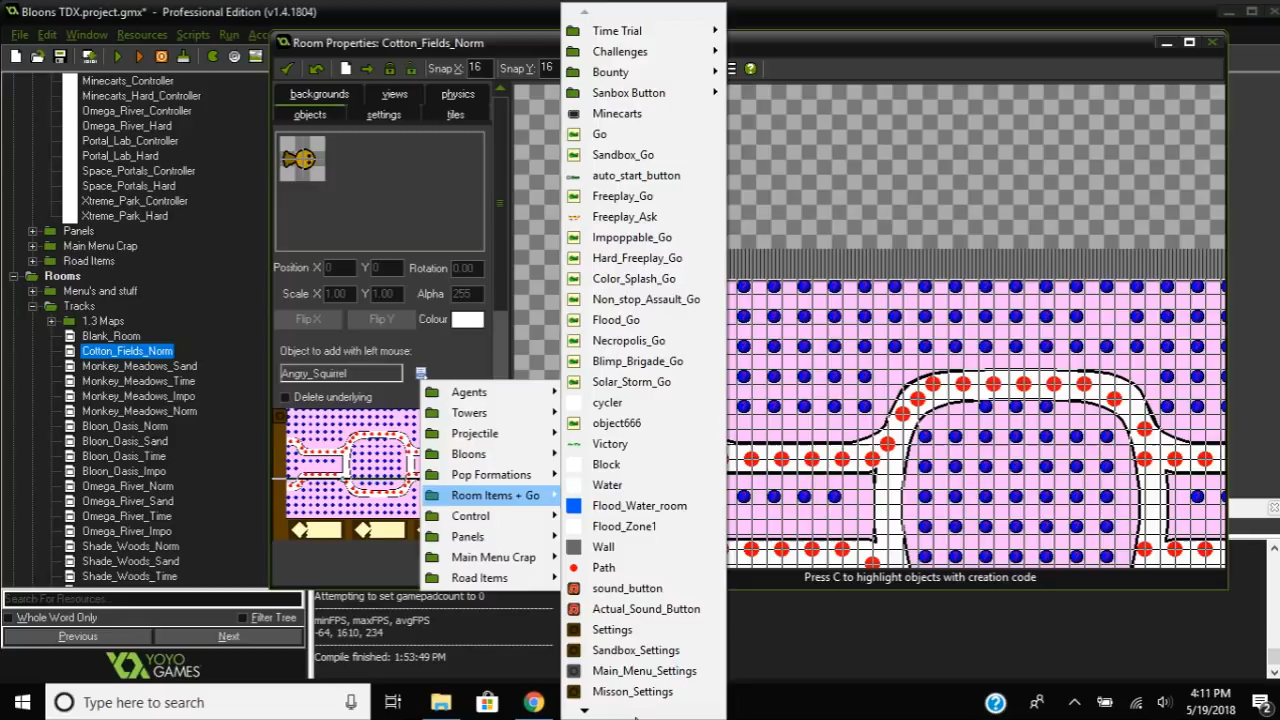 Bloons TDX.project.gmx* - Professional Edition (v1.4.1804)
File Edit Window Resources Scripts Run
Minecarts_Controller
Minecarts_Hard_Controller
Omega_River_Controller
Omega_River_Hard
Portal_Lab_Controller
Portal_Lab_Hard
Space_Portals_Controller
Space_Portals_Hard
Xtreme_Park_Controller
Xtreme_Park_Hard
Panels
Main Menu Crap
Road Items
Rooms
Menu's and stuff
Tracks
1.3 Maps
Blank_Room
Cotton_Fields_Norm
Monkey_Meadows_Sand
Monkey_Meadows_Time
Monkey_Meadows_Impo
Monkey_Meadows_Norm
Bloon_Oasis_Norm
Bloon_Oasis_Sand
Bloon_Oasis_Time
Bloon_Oasis_Impo
Omega_River_Norm
Omega_River_Sand
Omega_River_Time
Omega_River_Impo
Shade_Woods_Norm
Shade_Woods_Sand
Shade_Woods_Time
Search For Resources
Whole Word Only Filter Tree
Previous Next
YOYO
GAMES
Room Properties: Cotton_Fields_Norm
Snap X: 16 Snap Y: 16
backgrounds views physics
objects settings tiles
Position X 0 Y 0 Rotation 0.00
Scale X 1.00 Y 1.00 Alpha 255
Flip X Flip Y Colour
Object to add with left mouse:
Angry_Squirrel
Delete underlying
Agents
Towers
Projectile
Bloons
Pop Formations
Room Items + Go
Control
Panels
Main Menu Crap
Road Items
Time Trial
Challenges
Bounty
Sanbox Button
Minecarts
Go
Sandbox_Go
auto_start_button
Freeplay_Go
Freeplay_Ask
Impoppable_Go
Hard_Freeplay_Go
Color_Splash_Go
Non_stop_Assault_Go
Flood_Go
Necropolis_Go
Blimp_Brigade_Go
Solar_Storm_Go
cycler
object666
Victory
Block
Water
Flood_Water_room
Flood_Zone1
Wall
Path
sound_button
Actual_Sound_Button
Settings
Sandbox_Settings
Main_Menu_Settings
Misson_Settings
Press C to highlight objects with creation code
Attempting to set gamepadcount to 0
minFPS, maxFPS, avgFPS
-64, 1610, 234
Compile finished: 1:53:49 PM
Type here to search
4:11 PM
5/19/2018
2